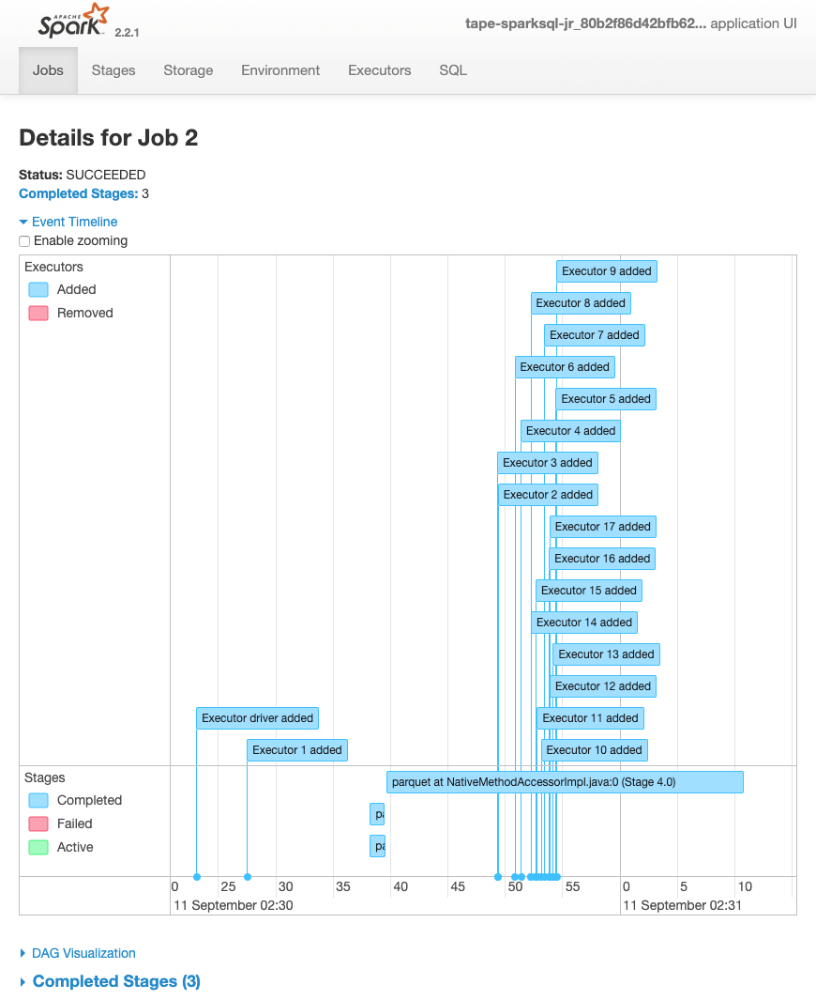 APACHE
Spark 2.2.1
tape-sparksql-jr_80b2f86d42bfb62... application UI
Jobs Stages Storage Environment Executors SQL
Details for Job 2
Status: SUCCEEDED
Completed Stages: 3
Event Timeline
Enable zooming
Executors
Added
Removed
Executor 9 added
Executor 8 added
Executor 7 added
Executor 6 added
Executor 5 added
Executor 4 added
Executor 3 added
Executor 2 added
Executor 17 added
Executor 16 added
Executor 15 added
Executor 14 added
Executor 13 added
Executor 12 added
Executor driver added
Executor 11 added
Executor 1 added
Executor 10 added
Stages
Completed
Failed
Active
parquet at NativeMethodAccessorImpl.java:0 (Stage 4.0)
pa
pa
0 25 30 35 40 45 50 55 0 5 10
11 September 02:30 11 September 02:31
DAG Visualization
Completed Stages (3)